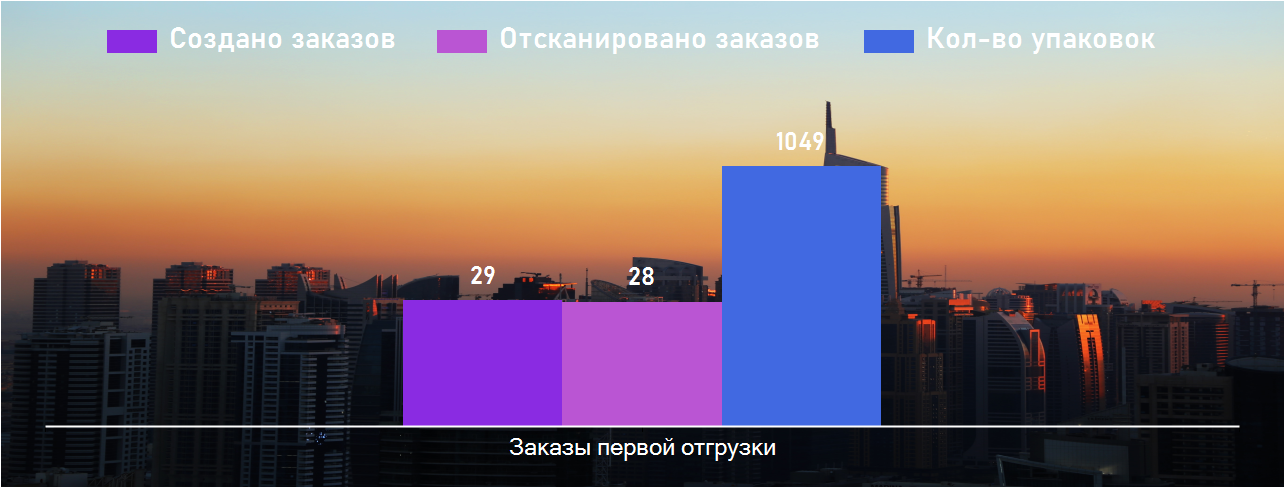 Создано заказов Отсканировано заказов Кол-во упаковок
1049
29 28
Заказы первой отгрузки